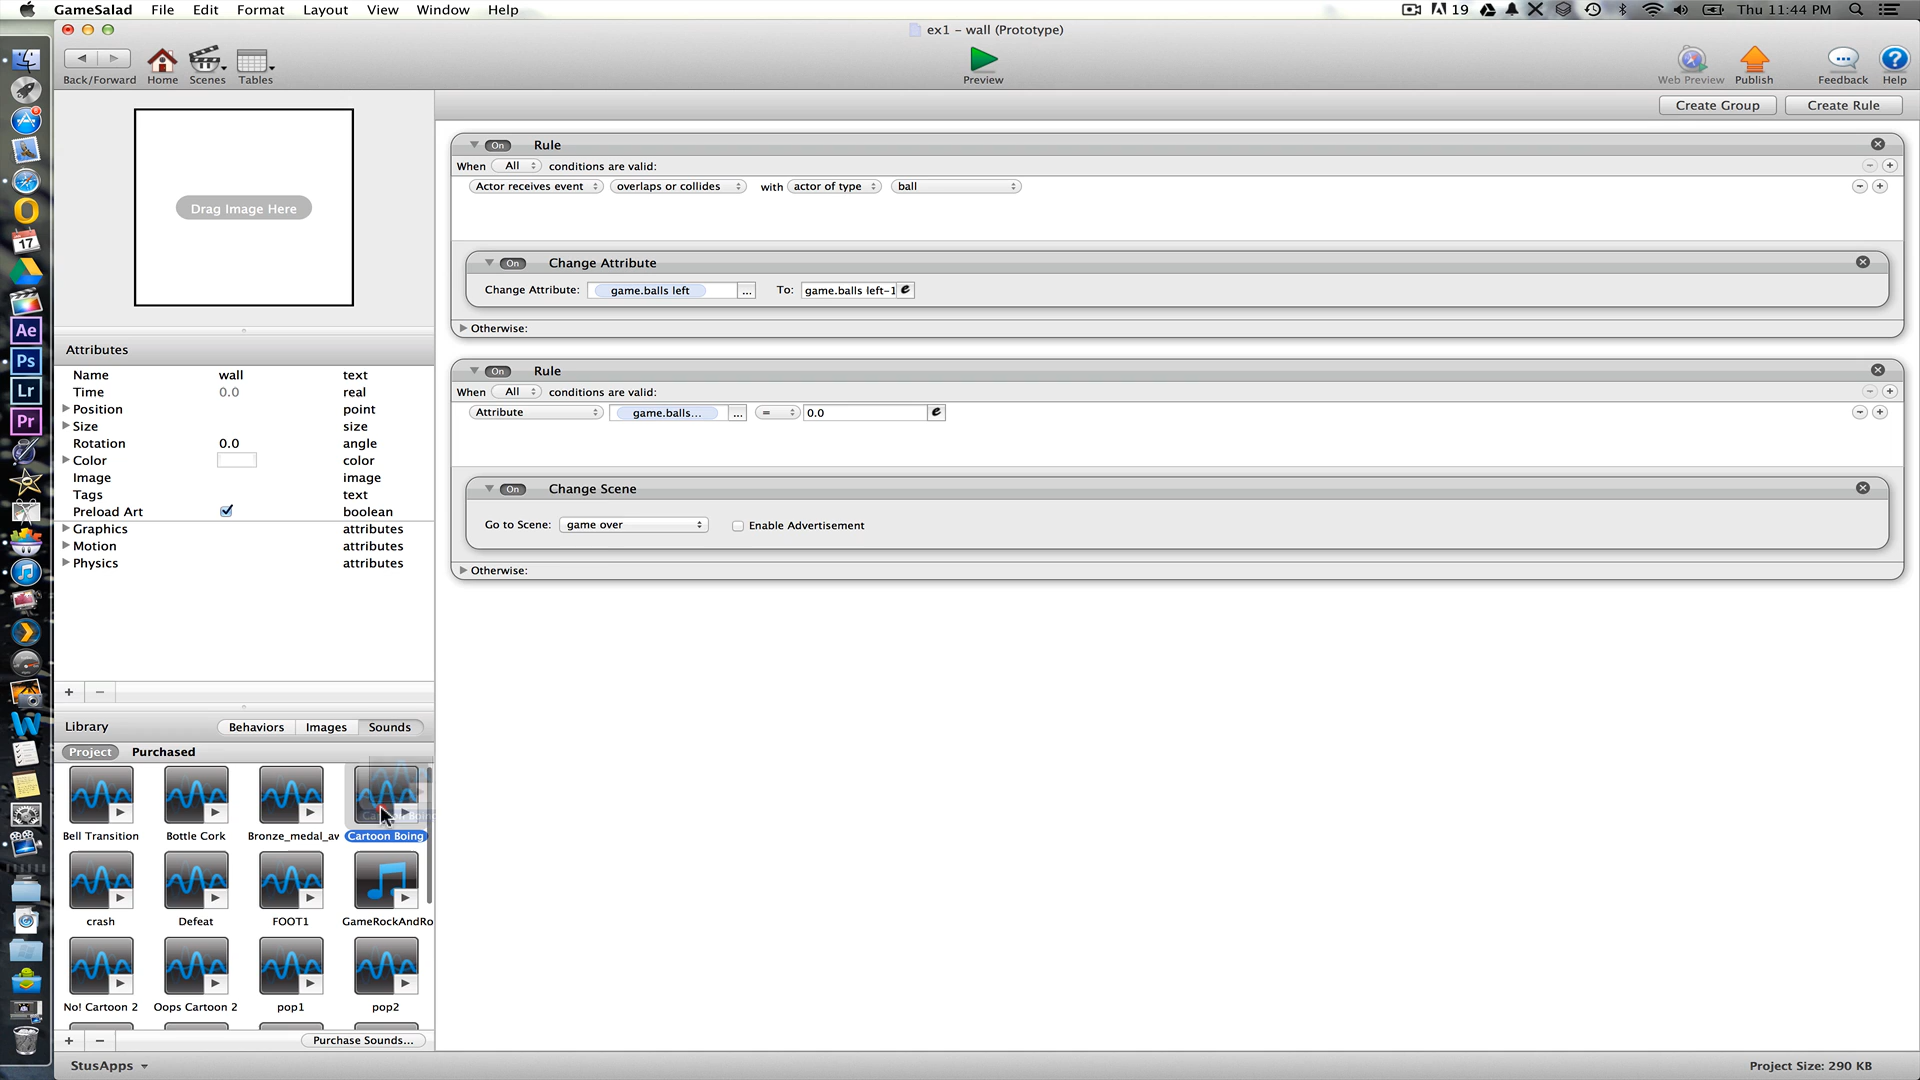 GameSalad File Edit Format Layout View Window Help 19 Thu 11:44 PM
ex1 – wall (Prototype)
Back/Forward Home Scenes Tables Preview Web Preview Publish Feedback Help
Create Group Create Rule
Drag Image Here
Rule
On
When All conditions are valid:
Actor receives event overlaps or collides with actor of type ball
On Change Attribute
Change Attribute: game.balls left ... To: game.balls left-1 e
Otherwise:
On Rule
When All conditions are valid:
Attribute game.balls... ... = 0.0 e
On Change Scene
Go to Scene: game over Enable Advertisement
Otherwise:
Attributes
Name wall text
Time 0.0 real
Position point
Size size
Rotation 0.0 angle
Color color
Image image
Tags text
Preload Art boolean
Graphics attributes
Motion attributes
Physics attributes
+ −
Library Behaviors Images Sounds
Project Purchased
Bell Transition Bottle Cork Bronze_medal_av Cartoon Boing
crash Defeat FOOT1 GameRockAndRo
No! Cartoon 2 Oops Cartoon 2 pop1 pop2
+ − Purchase Sounds...
StusApps Project Size: 290 KB
17
Ae
Ps
Lr
Pr
W